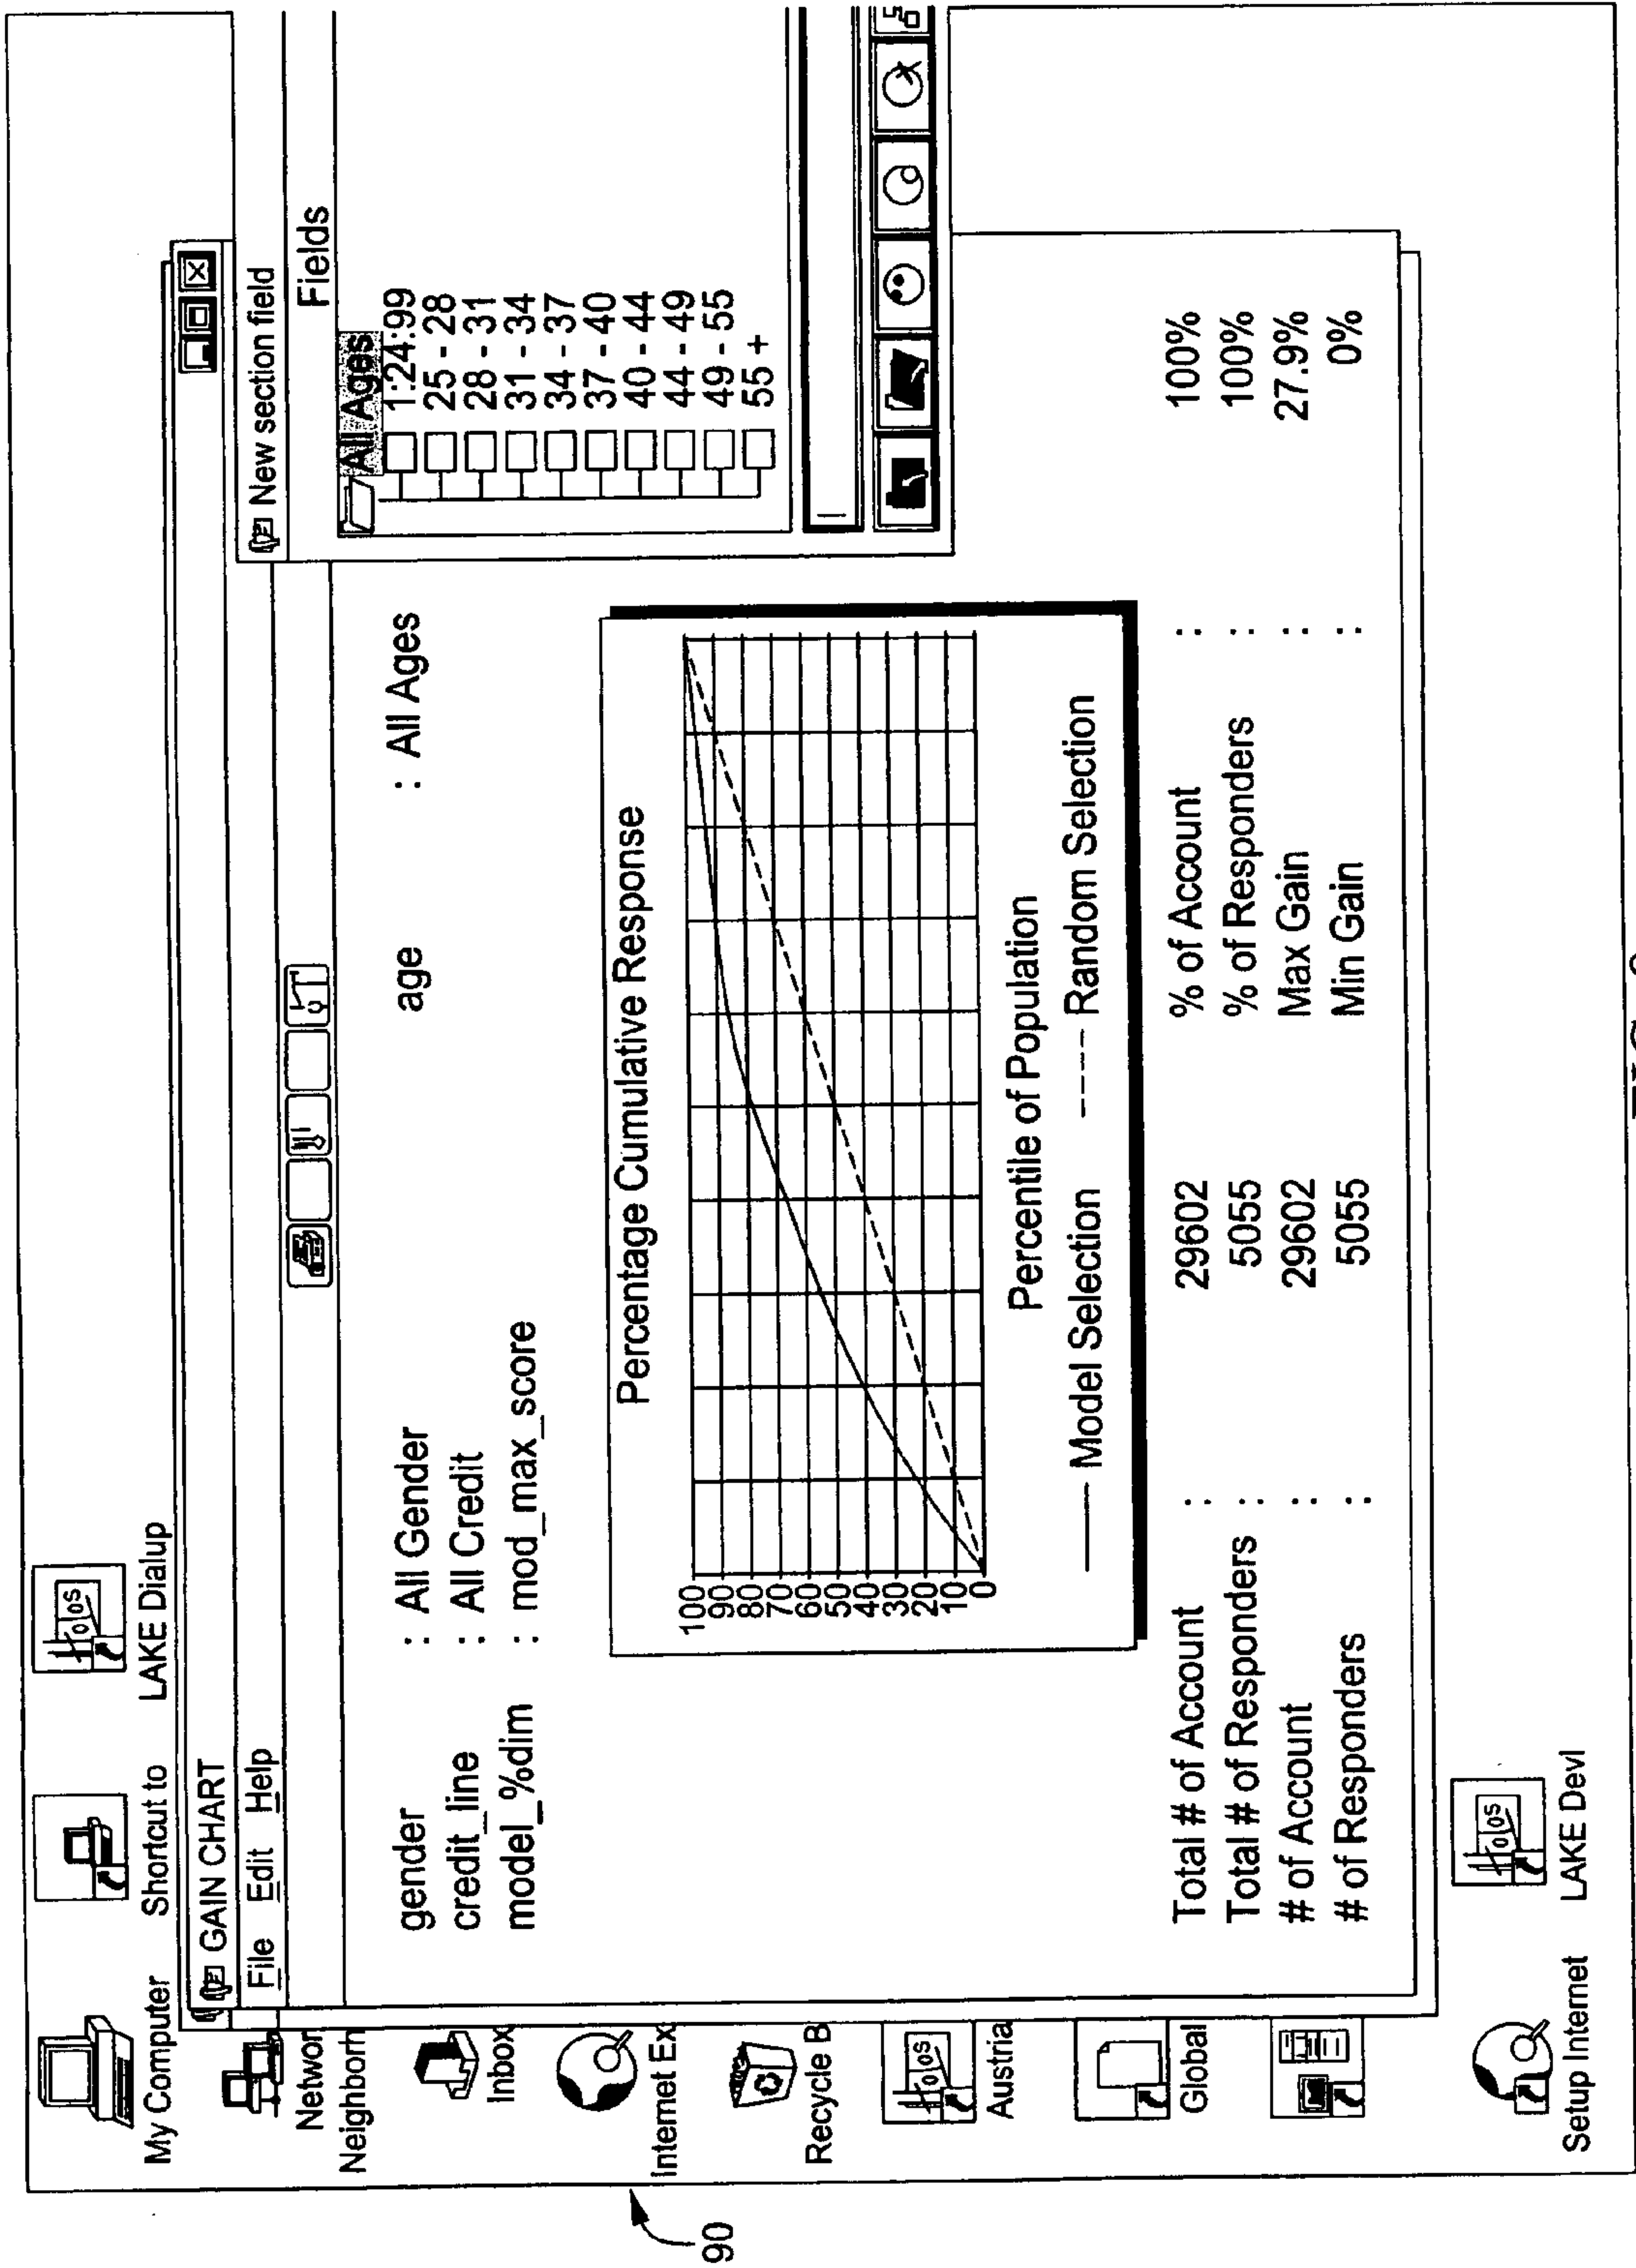 My Computer
Shortcut to
LAKE Dialup
Networ
Neighborh
Inbox
Internet Ex
Recycle B
Austria
Global
Setup Internet
LAKE Devl
GAIN CHART
File Edit Help
gender : All Gender age : All Ages
credit_line : All Credit
model_%dim : mod_max_score
Percentage Cumulative Response
100
90
80
70
60
50
40
30
20
10
0
Percentile of Population
Model Selection Random Selection
Total # of Account : 29602 % of Account : 100%
Total # of Responders : 5055 % of Responders : 100%
# of Account : 29602 Max Gain : 27.9%
# of Responders : 5055 Min Gain : 0%
New section field
Fields
All Ages
1:24:99
25 - 28
28 - 31
31 - 34
34 - 37
37 - 40
40 - 44
44 - 49
49 - 55
55 +
90